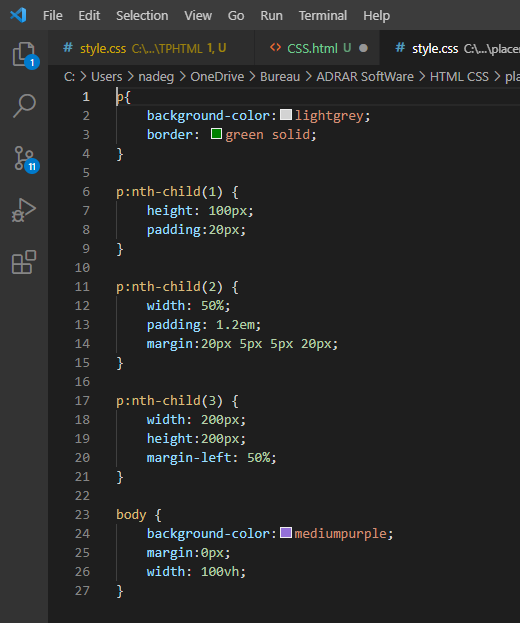 File Edit Selection View Go Run Terminal Help
# style.css C:\...\TPHTML 1, U <> CSS.html U ● # style.css C:\...\placer
C: > Users > nadeg > OneDrive > Bureau > ADRAR SoftWare > HTML CSS > pla
1
11
1 p{
2 background-color: lightgrey;
3 border: green solid;
4 }
5
6 p:nth-child(1) {
7 height: 100px;
8 padding:20px;
9 }
10
11 p:nth-child(2) {
12 width: 50%;
13 padding: 1.2em;
14 margin:20px 5px 5px 20px;
15 }
16
17 p:nth-child(3) {
18 width: 200px;
19 height:200px;
20 margin-left: 50%;
21 }
22
23 body {
24 background-color: mediumpurple;
25 margin:0px;
26 width: 100vh;
27 }